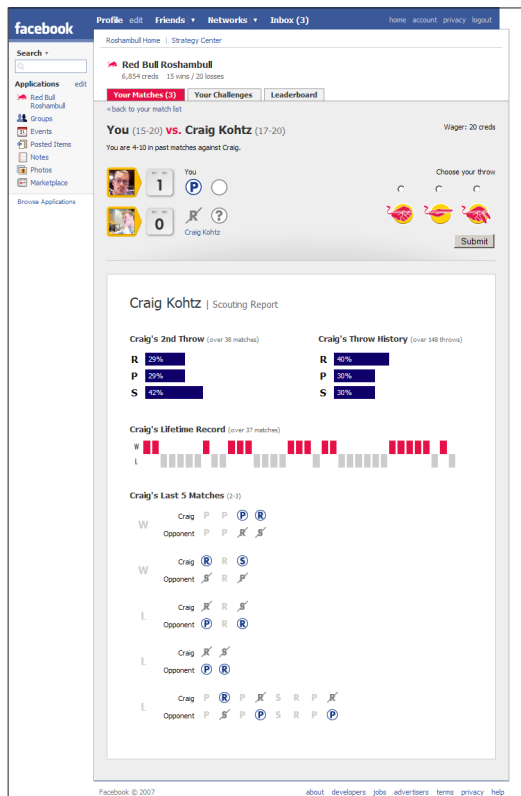 facebook
Profile edit Friends ▾ Networks ▾ Inbox (3) home account privacy logout
Search ▾
Applications edit
Red Bull Roshambull
Groups
Events
Posted Items
Notes
Photos
Marketplace
Browse Applications
Roshambull Home | Strategy Center
Red Bull Roshambull
6,854 creds 15 wins / 20 losses
Your Matches (3) Your Challenges Leaderboard
«back to your match list
You (15-20) vs. Craig Kohtz (17-20) Wager: 20 creds
You are 4-10 in past matches against Craig.
1 You Choose your throw
P
0 R ?
Craig Kohtz
Submit
Craig Kohtz | Scouting Report
Craig's 2nd Throw (over 38 matches)
R 29%
P 29%
S 42%
Craig's Throw History (over 148 throws)
R 40%
P 30%
S 30%
Craig's Lifetime Record (over 37 matches)
W
L
Craig's Last 5 Matches (2-3)
W
Craig P P P R
Opponent P P R S
W
Craig R R S
Opponent S R P
L
Craig R R S
Opponent P R R
L
Craig R S
Opponent P R
L
Craig P R P R S R P R
Opponent P S P P S R P P
Facebook © 2007 about developers jobs advertisers terms privacy help